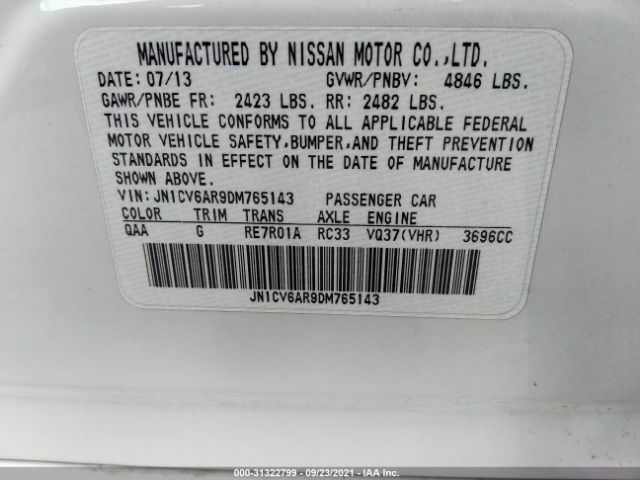 MANUFACTURED BY NISSAN MOTOR CO.,LTD.
DATE: 07/13 GVWR/PNBV: 4846 LBS.
GAWR/PNBE FR: 2423 LBS. RR: 2482 LBS.
THIS VEHICLE CONFORMS TO ALL APPLICABLE FEDERAL
MOTOR VEHICLE SAFETY,BUMPER,AND THEFT PREVENTION
STANDARDS IN EFFECT ON THE DATE OF MANUFACTURE
SHOWN ABOVE.
VIN: JN1CV6AR9DM765143 PASSENGER CAR
COLOR TRIM TRANS AXLE ENGINE
QAA G RE7R01A RC33 VQ37(VHR) 3696CC
JN1CV6AR9DM765143
000-31322799 - 09/23/2021 - IAA Inc.